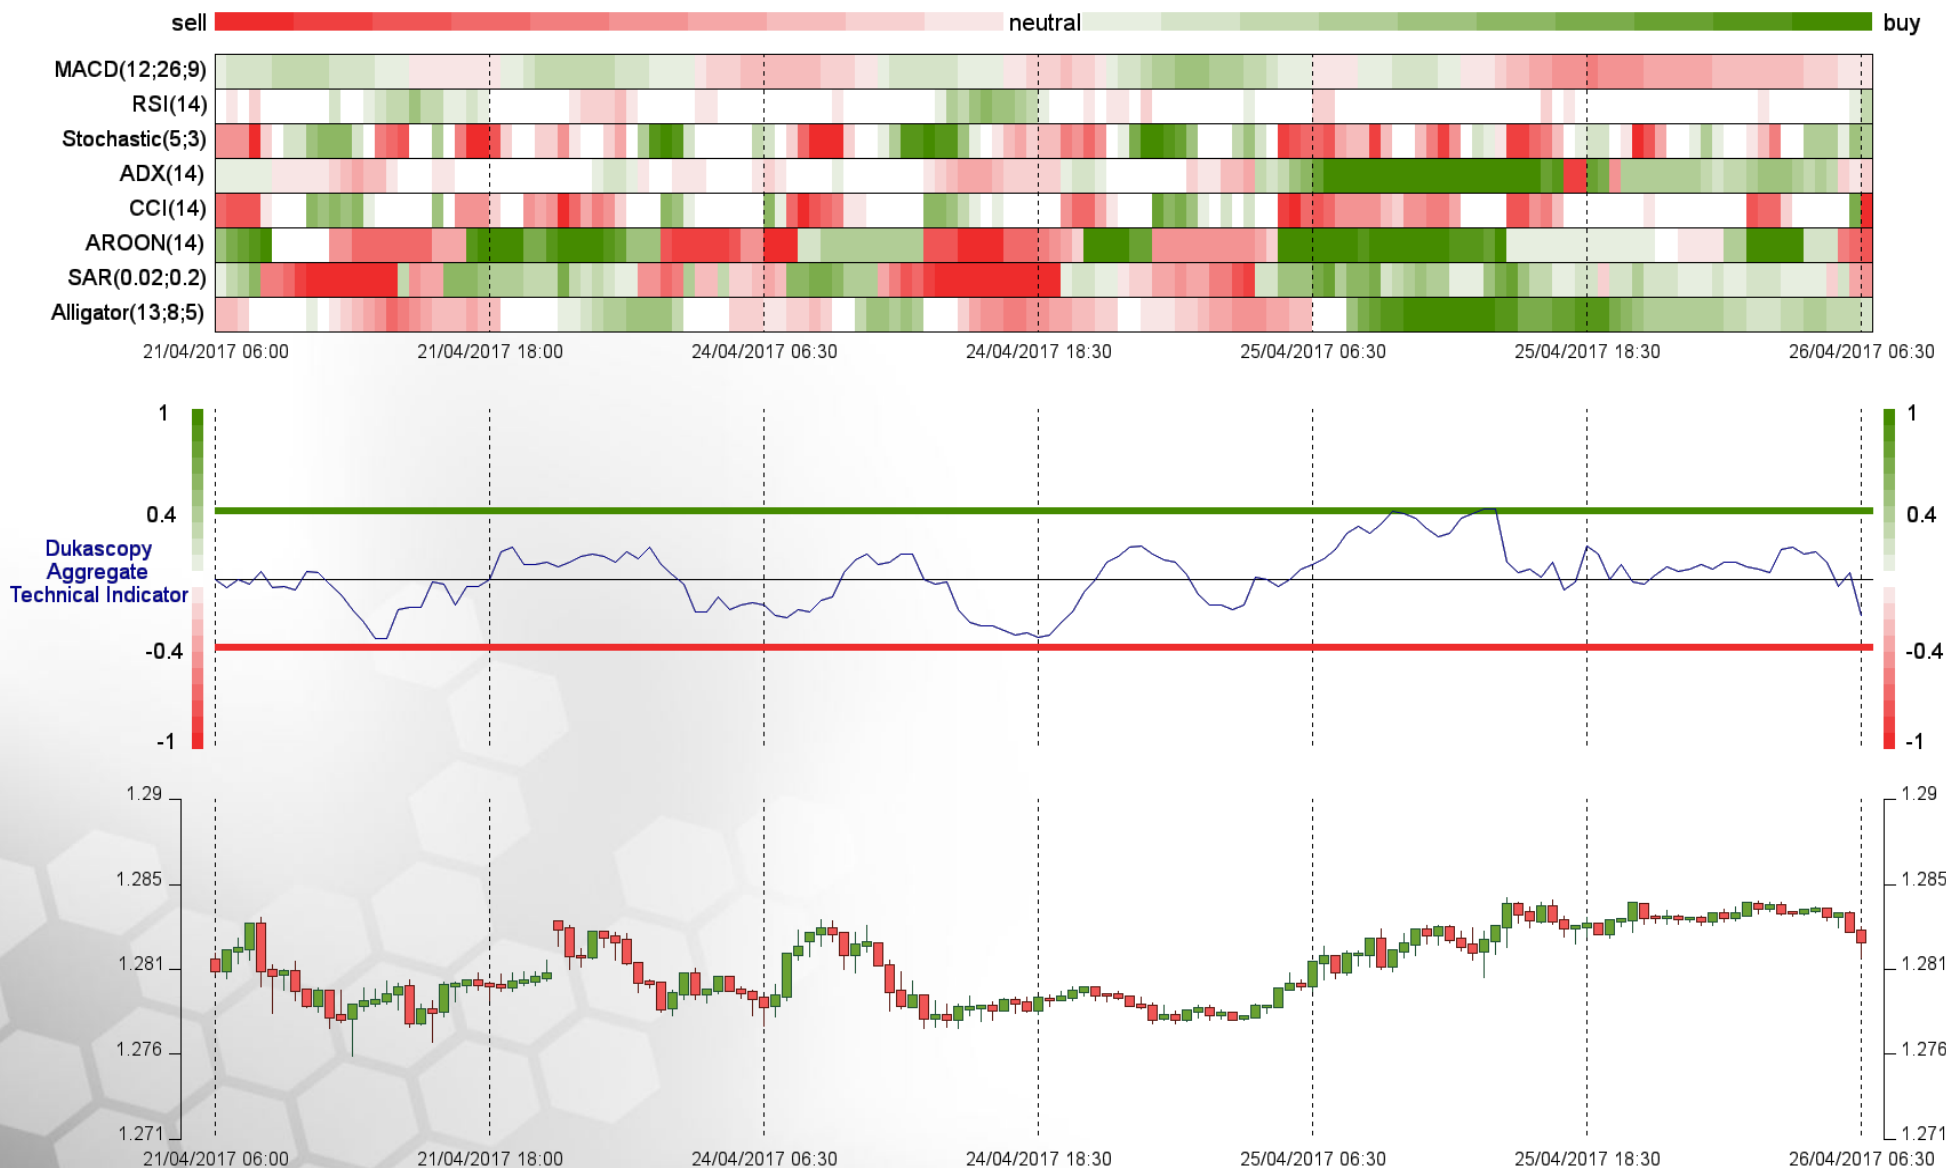 sell neutral buy
MACD(12;26;9)
RSI(14)
Stochastic(5;3)
ADX(14)
CCI(14)
AROON(14)
SAR(0.02;0.2)
Alligator(13;8;5)
21/04/2017 06:00 21/04/2017 18:00 24/04/2017 06:30 24/04/2017 18:30 25/04/2017 06:30 25/04/2017 18:30 26/04/2017 06:30
1 1
0.4 0.4
Dukascopy
Aggregate
Technical Indicator
-0.4 -0.4
-1 -1
1.29 1.29
1.285 1.285
1.281 1.281
1.276 1.276
1.271 1.271
21/04/2017 06:00 21/04/2017 18:00 24/04/2017 06:30 24/04/2017 18:30 25/04/2017 06:30 25/04/2017 18:30 26/04/2017 06:30